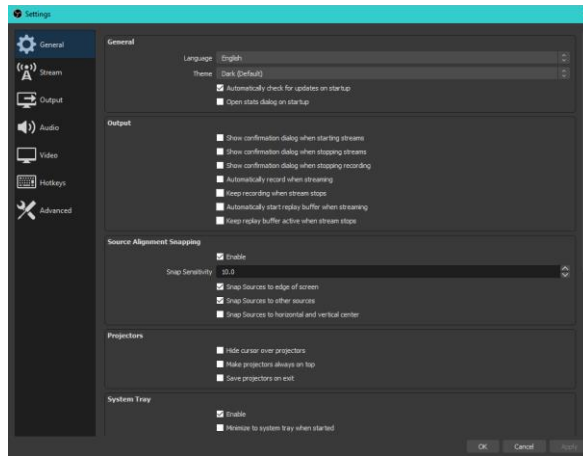 Settings
General
Stream
Output
Audio
Video
Hotkeys
Advanced
General
Language English
Theme Dark (Default)
Automatically check for updates on startup
Open stats dialog on startup
Output
Show confirmation dialog when starting streams
Show confirmation dialog when stopping streams
Show confirmation dialog when stopping recording
Automatically record when streaming
Keep recording when stream stops
Automatically start replay buffer when streaming
Keep replay buffer active when stream stops
Source Alignment Snapping
Enable
Snap Sensitivity 10.0
Snap Sources to edge of screen
Snap Sources to other sources
Snap Sources to horizontal and vertical center
Projectors
Hide cursor over projectors
Make projectors always on top
Save projectors on exit
System Tray
Enable
Minimize to system tray when started
OK Cancel Apply